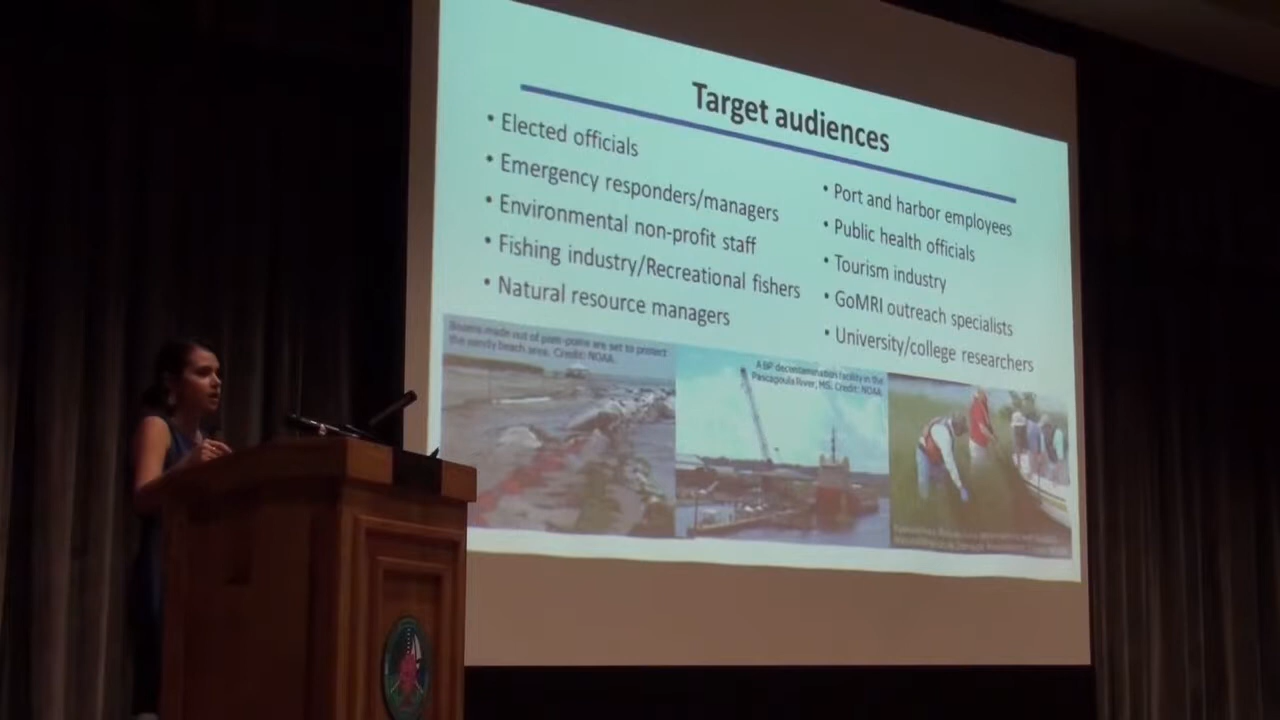 Target audiences
• Elected officials
• Emergency responders/managers
• Environmental non-profit staff
• Fishing industry/Recreational fishers
• Natural resource managers
• Port and harbor employees
• Public health officials
• Tourism industry
• GoMRI outreach specialists
• University/college researchers
made out of pom-poms are set to protect
the sandy beach area. Credit: NOAA.
A BP decontamination facility in the
Pascagoula River, MS. Credit: NOAA.